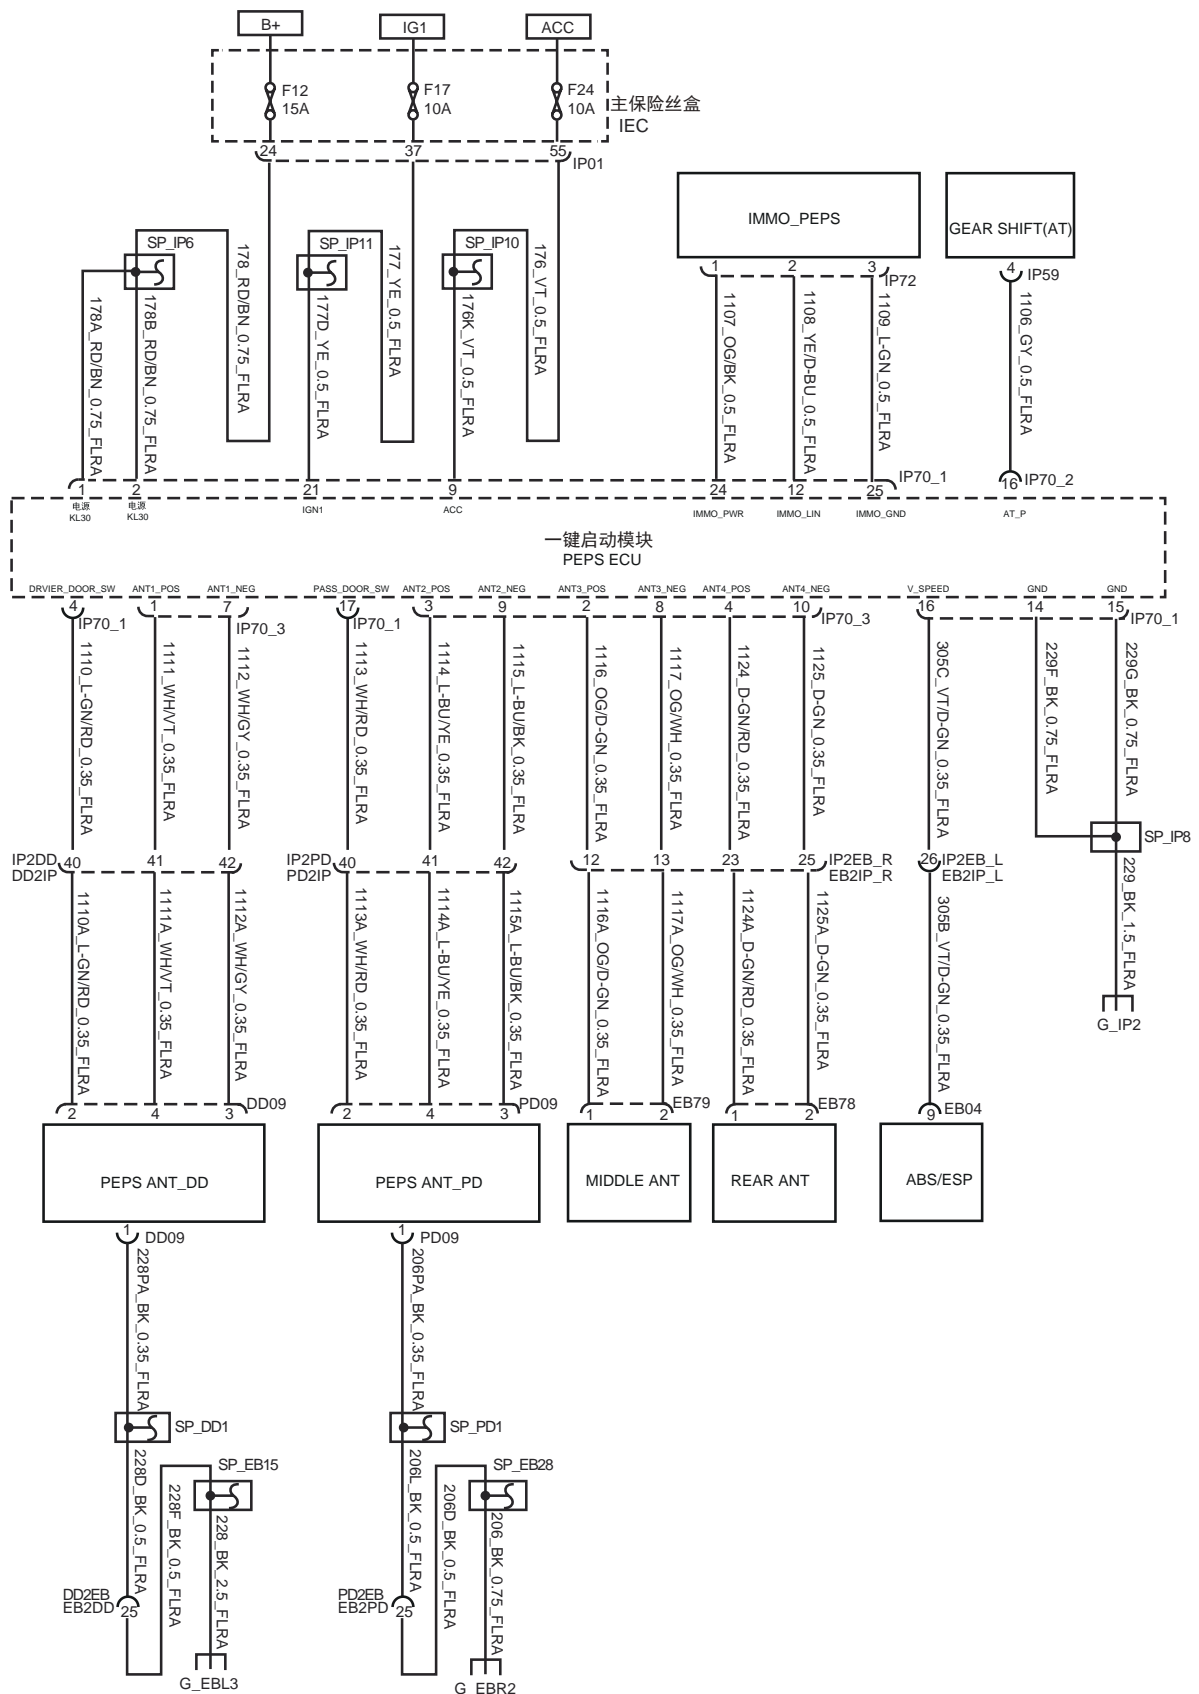 B+
IG1
ACC
F12
15A
F17
10A
F24
10A
主保险丝盒
IEC
24
37
55
IP01
IMMO_PEPS
GEAR SHIFT(AT)
SP_IP6
SP_IP11
SP_IP10
1
2
3
IP72
4
IP59
178A_RD/BN_0.75_FLRA
178B_RD/BN_0.75_FLRA
178_RD/BN_0.75_FLRA
177D_YE_0.5_FLRA
177_YE_0.5_FLRA
176K_VT_0.5_FLRA
176_VT_0.5_FLRA
1107_OG/BK_0.5_FLRA
1108_YE/D-BU_0.5_FLRA
1109_L-GN_0.5_FLRA
1106_GY_0.5_FLRA
1
2
21
9
24
12
25
IP70_1
16
IP70_2
电源
KL30
电源
KL30
IGN1
ACC
IMMO_PWR
IMMO_LIN
IMMO_GND
AT_P
一键启动模块
PEPS ECU
DRVIER_DOOR_SW
ANT1_POS
ANT1_NEG
PASS_DOOR_SW
ANT2_POS
ANT2_NEG
ANT3_POS
ANT3_NEG
ANT4_POS
ANT4_NEG
V_SPEED
GND
GND
4
IP70_1
1
7
IP70_3
17
IP70_1
3
9
2
8
4
10
IP70_3
16
14
15
IP70_1
1110_L-GN/RD_0.35_FLRA
1111_WH/VT_0.35_FLRA
1112_WH/GY_0.35_FLRA
1113_WH/RD_0.35_FLRA
1114_L-BU/YE_0.35_FLRA
1115_L-BU/BK_0.35_FLRA
1116_OG/D-GN_0.35_FLRA
1117_OG/WH_0.35_FLRA
1124_D-GN/RD_0.35_FLRA
1125_D-GN_0.35_FLRA
305C_VT/D-GN_0.35_FLRA
229F_BK_0.75_FLRA
229G_BK_0.75_FLRA
SP_IP8
IP2DD
DD2IP
40
41
42
IP2PD
PD2IP
40
41
42
12
13
23
25
IP2EB_R
EB2IP_R
26
IP2EB_L
EB2IP_L
1110A_L-GN/RD_0.35_FLRA
1111A_WH/VT_0.35_FLRA
1112A_WH/GY_0.35_FLRA
1113A_WH/RD_0.35_FLRA
1114A_L-BU/YE_0.35_FLRA
1115A_L-BU/BK_0.35_FLRA
1116A_OG/D-GN_0.35_FLRA
1117A_OG/WH_0.35_FLRA
1124A_D-GN/RD_0.35_FLRA
1125A_D-GN_0.35_FLRA
305B_VT/D-GN_0.35_FLRA
229_BK_1.5_FLRA
G_IP2
2
4
3
DD09
2
4
3
PD09
1
2
EB79
1
2
EB78
9
EB04
PEPS ANT_DD
PEPS ANT_PD
MIDDLE ANT
REAR ANT
ABS/ESP
1
DD09
1
PD09
228PA_BK_0.35_FLRA
206PA_BK_0.35_FLRA
SP_DD1
SP_PD1
SP_EB15
SP_EB28
228D_BK_0.5_FLRA
228F_BK_0.5_FLRA
228_BK_2.5_FLRA
206L_BK_0.5_FLRA
206D_BK_0.5_FLRA
206_BK_0.75_FLRA
DD2EB
EB2DD
25
PD2EB
EB2PD
25
G_EBL3
G_EBR2